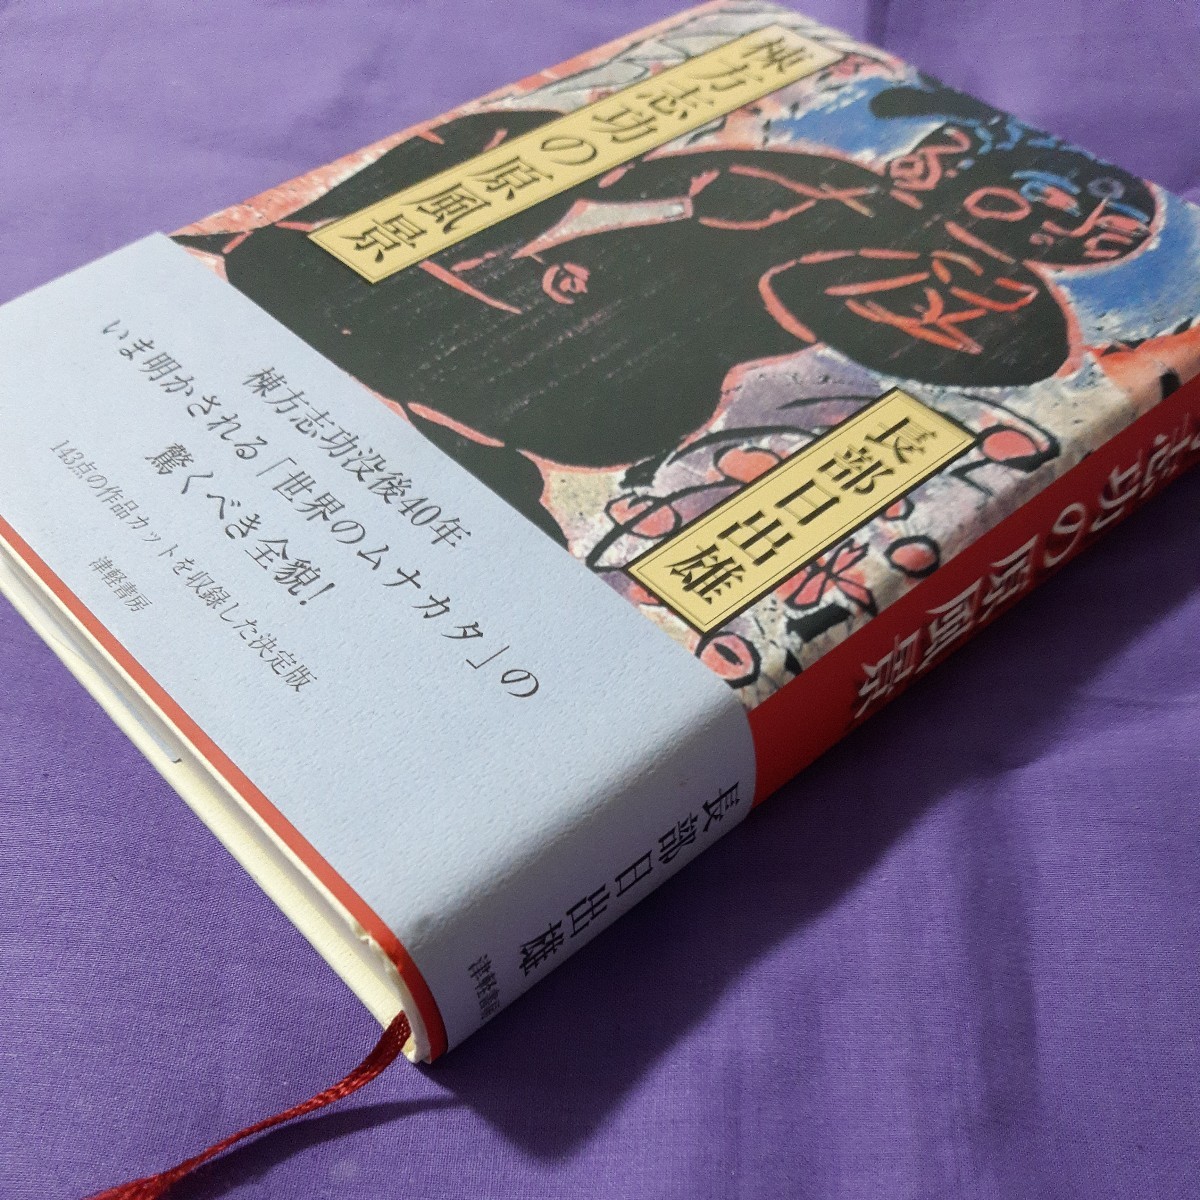 棟方志功の原風景
長部日出雄
棟方志功没後40年
いま明かされる「世界のムナカタ」の
驚くべき全貌!
143点の作品カットを収録した決定版
津軽書房
志功の原風景
長部日出雄
津軽書房